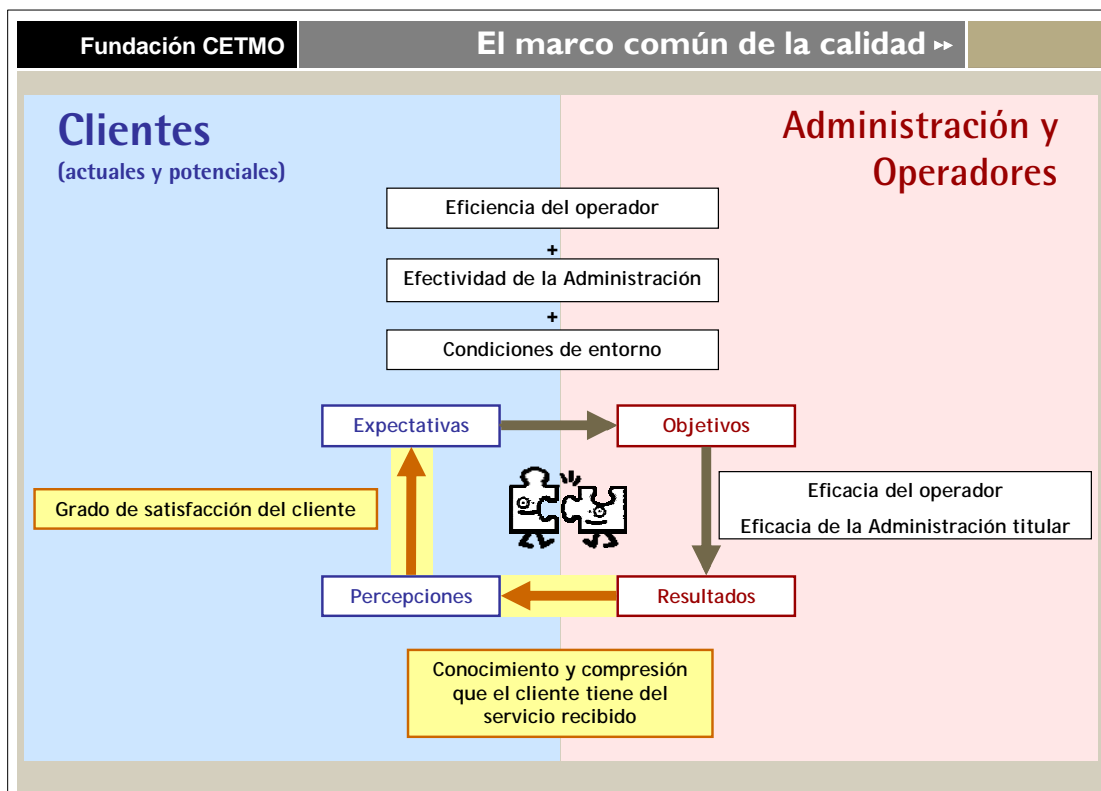 Fundación CETMO
El marco común de la calidad ▸▸
Clientes
(actuales y potenciales)
Administración y
Operadores
Eficiencia del operador
+
Efectividad de la Administración
+
Condiciones de entorno
Expectativas
Objetivos
Grado de satisfacción del cliente
Eficacia del operador
Eficacia de la Administración titular
Percepciones
Resultados
Conocimiento y compresión
que el cliente tiene del
servicio recibido